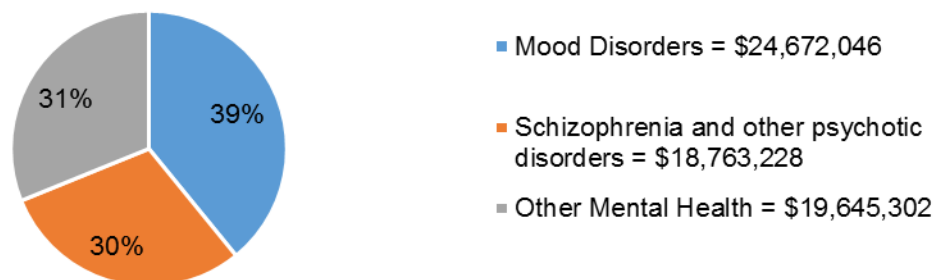 31%
39%
30%
Mood Disorders = $24,672,046
Schizophrenia and other psychotic
disorders = $18,763,228
Other Mental Health = $19,645,302